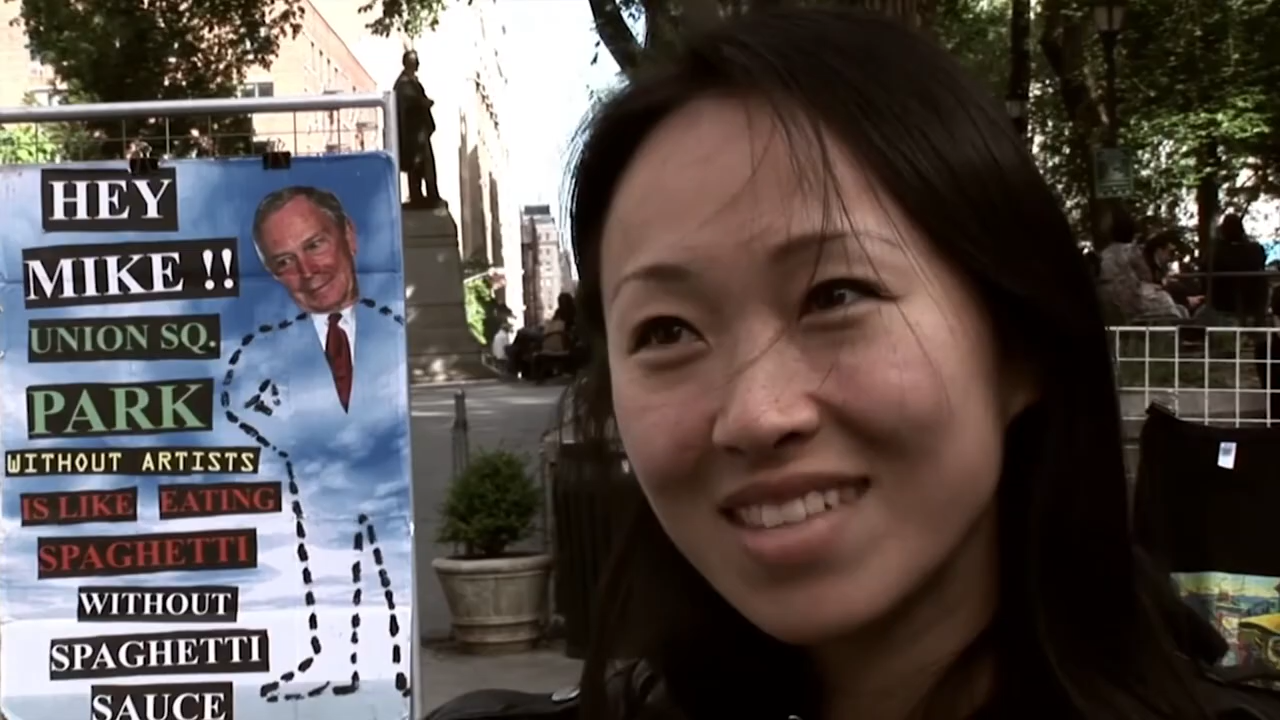 HEY
MIKE !!
UNION SQ.
PARK
WITHOUT ARTISTS
IS LIKE EATING
SPAGHETTI
WITHOUT
SPAGHETTI
SAUCE